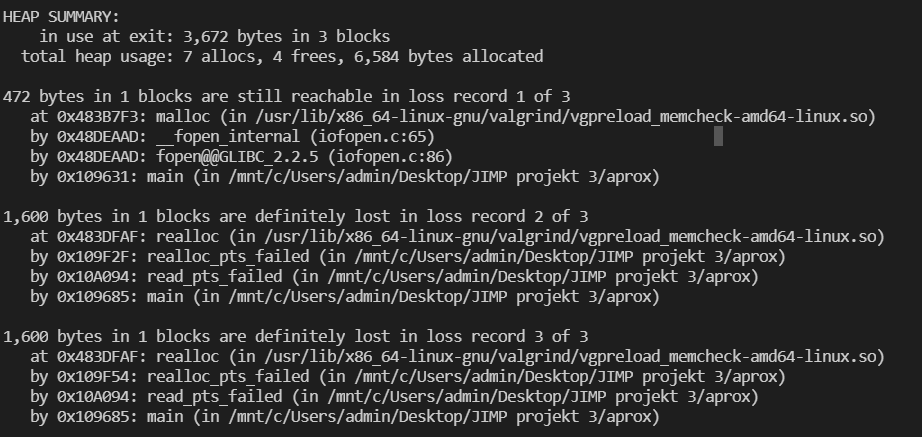 HEAP SUMMARY:
in use at exit: 3,672 bytes in 3 blocks
total heap usage: 7 allocs, 4 frees, 6,584 bytes allocated
472 bytes in 1 blocks are still reachable in loss record 1 of 3
at 0x483B7F3: malloc (in /usr/lib/x86_64-linux-gnu/valgrind/vgpreload_memcheck-amd64-linux.so)
by 0x48DEAAD: __fopen_internal (iofopen.c:65)
by 0x48DEAAD: fopen@@GLIBC_2.2.5 (iofopen.c:86)
by 0x109631: main (in /mnt/c/Users/admin/Desktop/JIMP projekt 3/aprox)
1,600 bytes in 1 blocks are definitely lost in loss record 2 of 3
at 0x483DFAF: realloc (in /usr/lib/x86_64-linux-gnu/valgrind/vgpreload_memcheck-amd64-linux.so)
by 0x109F2F: realloc_pts_failed (in /mnt/c/Users/admin/Desktop/JIMP projekt 3/aprox)
by 0x10A094: read_pts_failed (in /mnt/c/Users/admin/Desktop/JIMP projekt 3/aprox)
by 0x109685: main (in /mnt/c/Users/admin/Desktop/JIMP projekt 3/aprox)
1,600 bytes in 1 blocks are definitely lost in loss record 3 of 3
at 0x483DFAF: realloc (in /usr/lib/x86_64-linux-gnu/valgrind/vgpreload_memcheck-amd64-linux.so)
by 0x109F54: realloc_pts_failed (in /mnt/c/Users/admin/Desktop/JIMP projekt 3/aprox)
by 0x10A094: read_pts_failed (in /mnt/c/Users/admin/Desktop/JIMP projekt 3/aprox)
by 0x109685: main (in /mnt/c/Users/admin/Desktop/JIMP projekt 3/aprox)